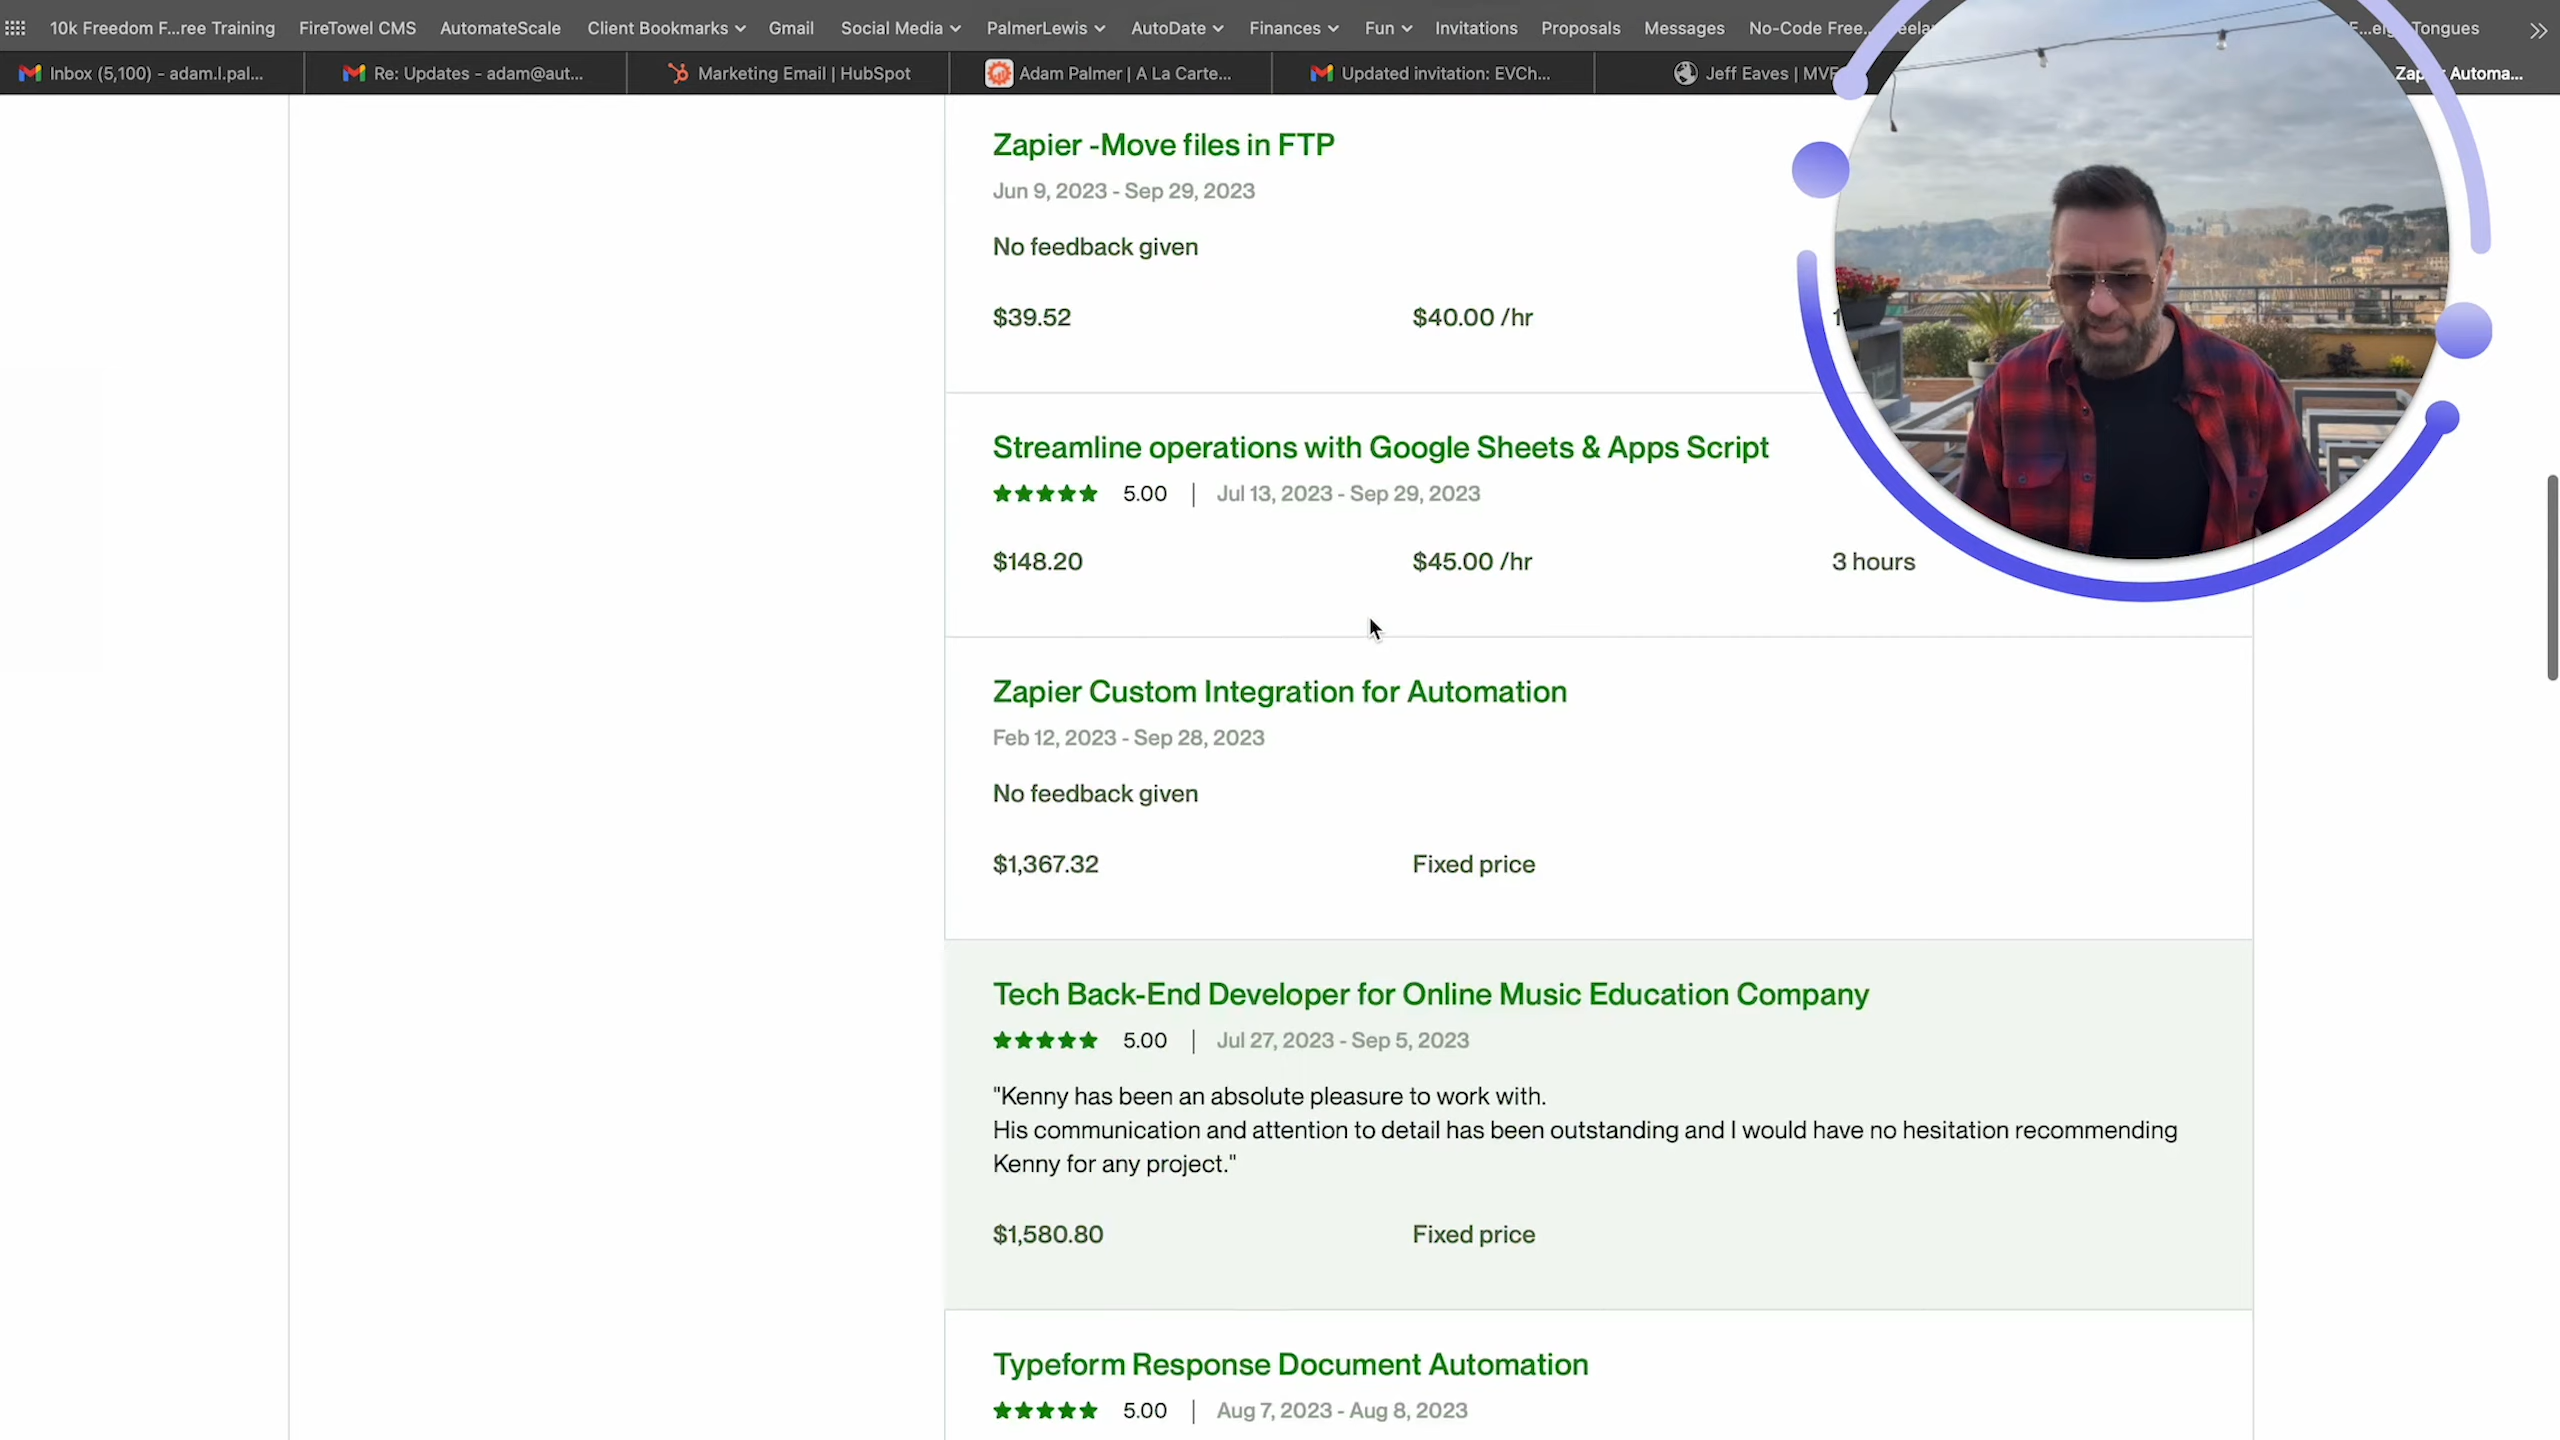 10k Freedom F...ree Training FireTowel CMS AutomateScale Client Bookmarks Gmail Social Media PalmerLewis AutoDate Finances Fun Invitations Proposals Messages No-Code Free... Tongues
Inbox (5,100) - adam.l.pal... Re: Updates - adam@aut... Marketing Email | HubSpot Adam Palmer | A La Carte... Updated invitation: EVCh... Jeff Eaves | Automa...
Zapier -Move files in FTP
Jun 9, 2023 - Sep 29, 2023
No feedback given
$39.52 $40.00 /hr
Streamline operations with Google Sheets & Apps Script
5.00 | Jul 13, 2023 - Sep 29, 2023
$148.20 $45.00 /hr 3 hours
Zapier Custom Integration for Automation
Feb 12, 2023 - Sep 28, 2023
No feedback given
$1,367.32 Fixed price
Tech Back-End Developer for Online Music Education Company
5.00 | Jul 27, 2023 - Sep 5, 2023
"Kenny has been an absolute pleasure to work with.
His communication and attention to detail has been outstanding and I would have no hesitation recommending
Kenny for any project."
$1,580.80 Fixed price
Typeform Response Document Automation
5.00 | Aug 7, 2023 - Aug 8, 2023